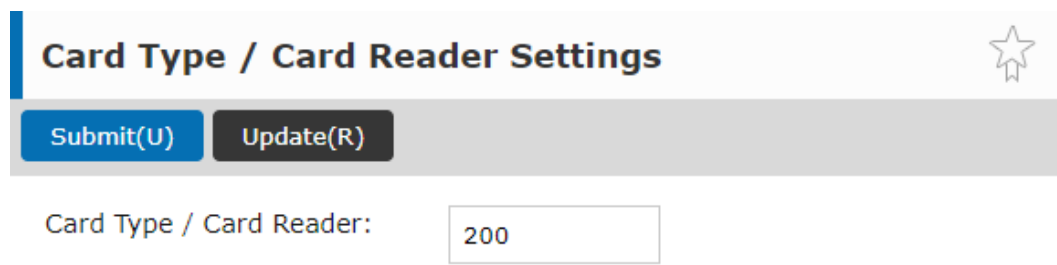 Card Type / Card Reader Settings
Submit(U) Update(R)
Card Type / Card Reader: 200